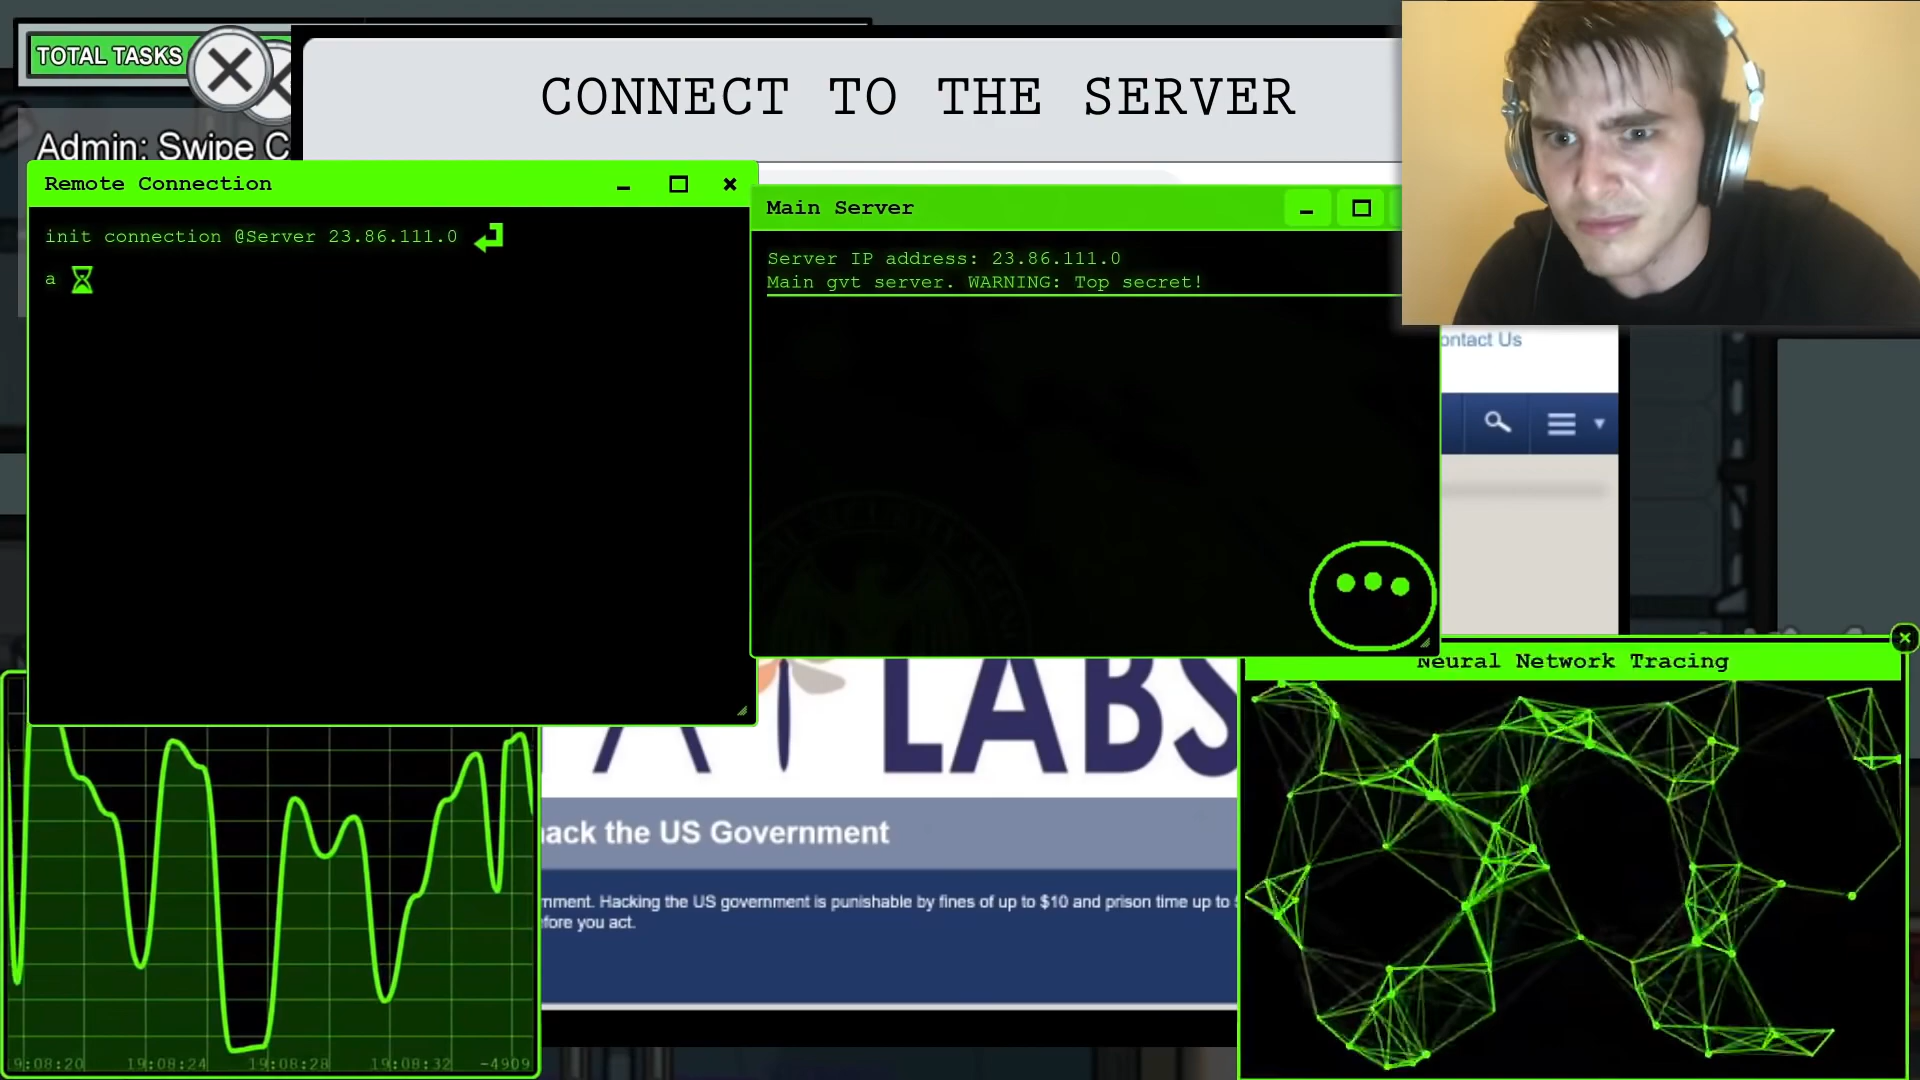 TOTAL TASKS
CONNECT TO THE SERVER
Admin: Swipe C
Remote Connection
init connection @Server 23.86.111.0
a
Main Server
Server IP address: 23.86.111.0
Main gvt server. WARNING: Top secret!
ontact Us
Neural Network Tracing
LABS
hack the US Government
nment. Hacking the US government is punishable by fines of up to $10 and prison time up to
fore you act.
9:08:20 19:08:24 19:08:28 19:08:32 -4909